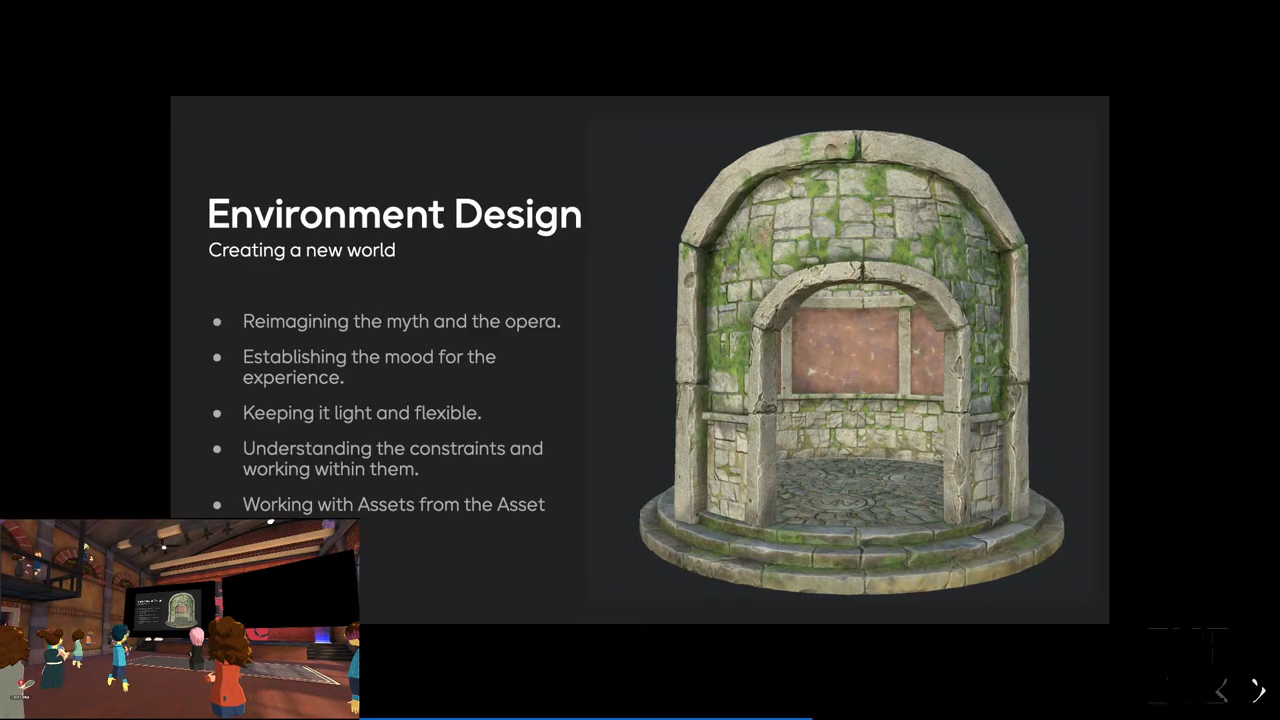 Environment Design
Creating a new world
● Reimagining the myth and the opera.
● Establishing the mood for the
experience.
● Keeping it light and flexible.
● Understanding the constraints and
working within them.
● Working with Assets from the Asset